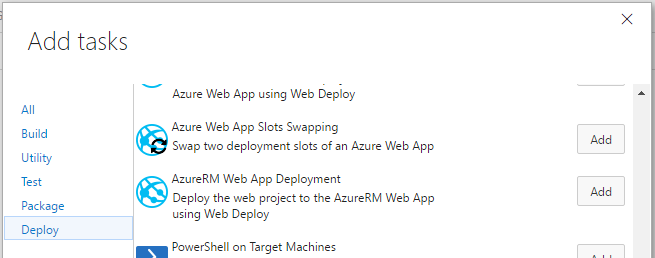 Add tasks
All
Build
Utility
Test
Package
Deploy
Azure Web App using Web Deploy
Azure Web App Slots Swapping
Swap two deployment slots of an Azure Web App
Add
AzureRM Web App Deployment
Deploy the web project to the AzureRM Web App
using Web Deploy
Add
PowerShell on Target Machines
Add